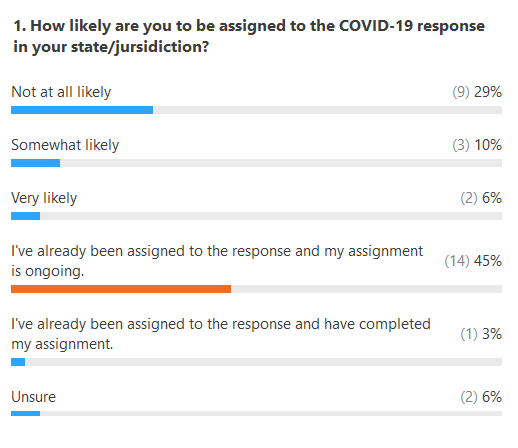 1. How likely are you to be assigned to the COVID-19 response
in your state/jursidiction?
Not at all likely (9) 29%
Somewhat likely (3) 10%
Very likely (2) 6%
I've already been assigned to the response and my assignment
is ongoing. (14) 45%
I've already been assigned to the response and have completed
my assignment. (1) 3%
Unsure (2) 6%